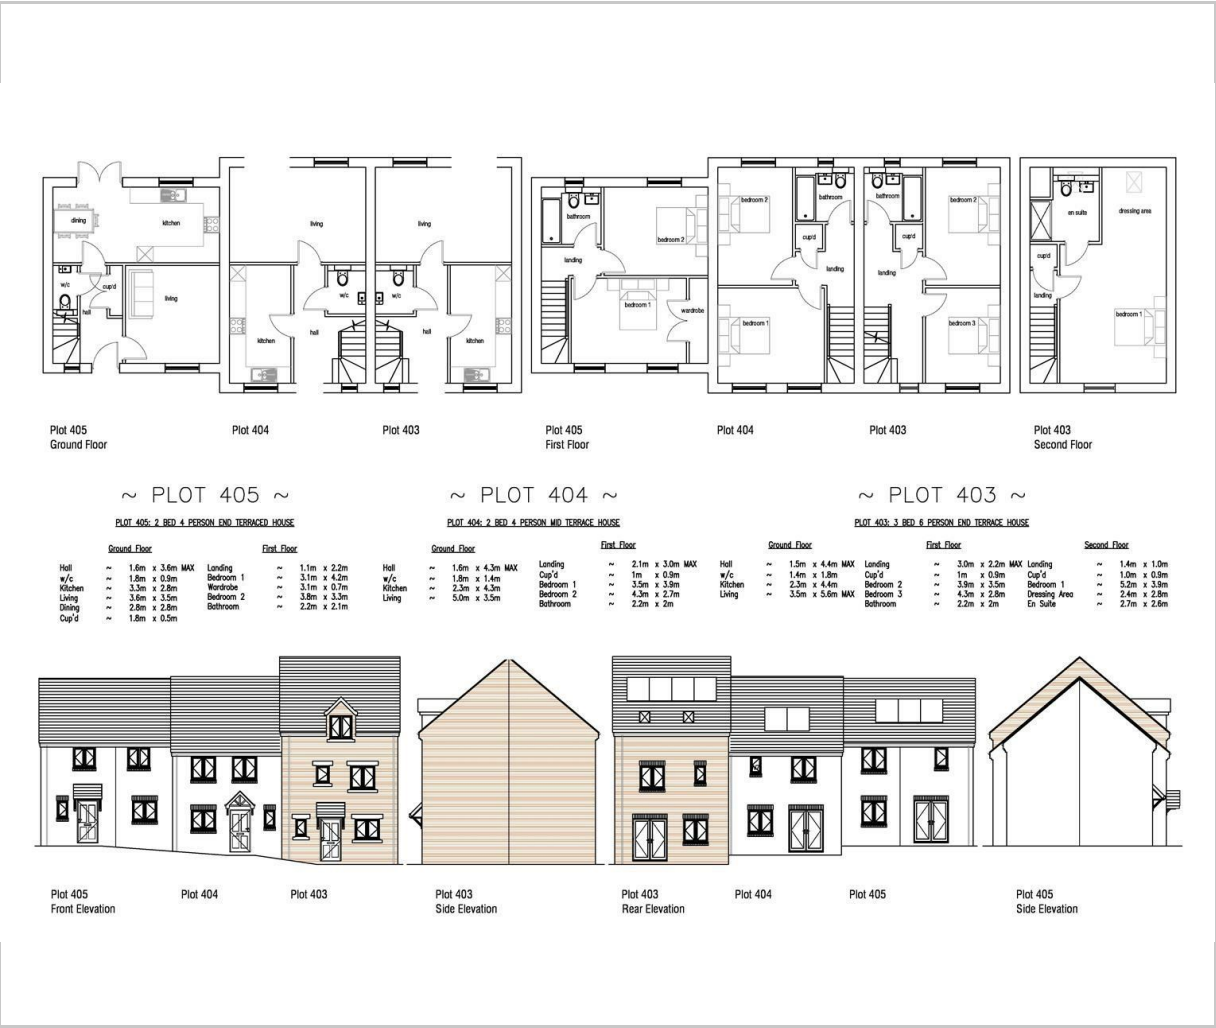 dining
kitchen
w/c
cup'd
hall
living
living
w/c
hall
kitchen
living
w/c
hall
kitchen
bathroom
bedroom 2
landing
bedroom 1
wardrobe
bedroom 2
bathroom
cup'd
landing
bedroom 1
bathroom
bedroom 2
cup'd
landing
bedroom 3
en suite
dressing area
cup'd
landing
bedroom 1
Plot 405
Ground Floor
Plot 404
Plot 403
Plot 405
First Floor
Plot 404
Plot 403
Plot 403
Second Floor
~ PLOT 405 ~
PLOT 405: 2 BED 4 PERSON END TERRACED HOUSE
Ground Floor
Hall ~ 1.6m x 3.6m MAX
w/c ~ 1.8m x 0.9m
Kitchen ~ 3.3m x 2.8m
Living ~ 3.6m x 3.5m
Dining ~ 2.8m x 2.8m
Cup'd ~ 1.8m x 0.5m
First Floor
Landing ~ 1.1m x 2.2m
Bedroom 1 ~ 3.1m x 4.2m
Wardrobe ~ 3.1m x 0.7m
Bedroom 2 ~ 3.8m x 3.3m
Bathroom ~ 2.2m x 2.1m
~ PLOT 404 ~
PLOT 404: 2 BED 4 PERSON MID TERRACE HOUSE
Ground Floor
Hall ~ 1.6m x 4.3m MAX
w/c ~ 1.8m x 1.4m
Kitchen ~ 2.3m x 4.3m
Living ~ 5.0m x 3.5m
First Floor
Landing ~ 2.1m x 3.0m MAX
Cup'd ~ 1m x 0.9m
Bedroom 1 ~ 3.5m x 3.9m
Bedroom 2 ~ 4.3m x 2.7m
Bathroom ~ 2.2m x 2m
~ PLOT 403 ~
PLOT 403: 3 BED 6 PERSON END TERRACE HOUSE
Ground Floor
Hall ~ 1.5m x 4.4m MAX
w/c ~ 1.4m x 1.8m
Kitchen ~ 2.3m x 4.4m
Living ~ 3.5m x 5.6m MAX
First Floor
Landing ~ 3.0m x 2.2m MAX
Cup'd ~ 1m x 0.9m
Bedroom 2 ~ 3.9m x 3.5m
Bedroom 3 ~ 4.3m x 2.8m
Bathroom ~ 2.2m x 2m
Second Floor
Landing ~ 1.4m x 1.0m
Cup'd ~ 1.0m x 0.9m
Bedroom 1 ~ 5.2m x 3.9m
Dressing Area ~ 2.4m x 2.8m
En Suite ~ 2.7m x 2.6m
Plot 405
Front Elevation
Plot 404
Plot 403
Plot 403
Side Elevation
Plot 403
Rear Elevation
Plot 404
Plot 405
Plot 405
Side Elevation